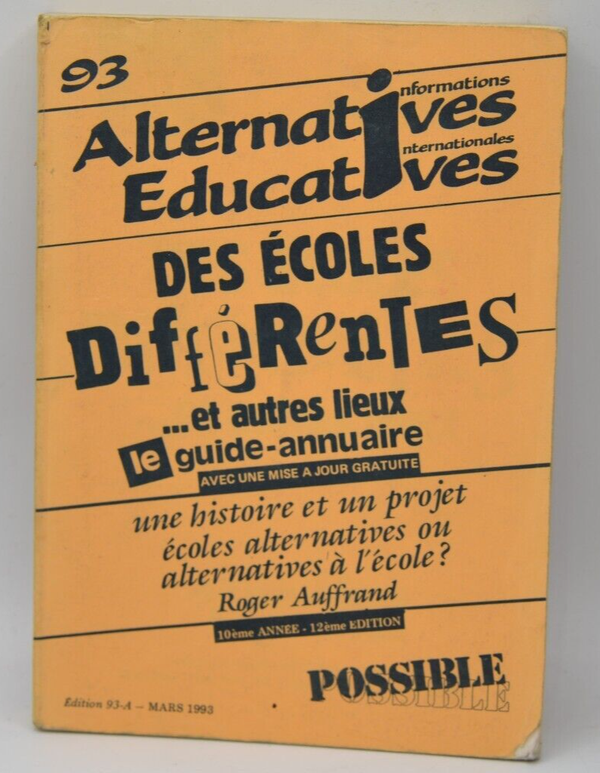 93
Informations
Alternatives
Internationales
Educatives
DES ÉCOLES
DifféRenTES
...et autres lieux
le guide-annuaire
AVEC UNE MISE A JOUR GRATUITE
une histoire et un projet
écoles alternatives ou
alternatives à l'école?
Roger Auffrand
10ème ANNÉE - 12ème EDITION
POSSIBLE
POSSIBLE
Édition 93-A — MARS 1993